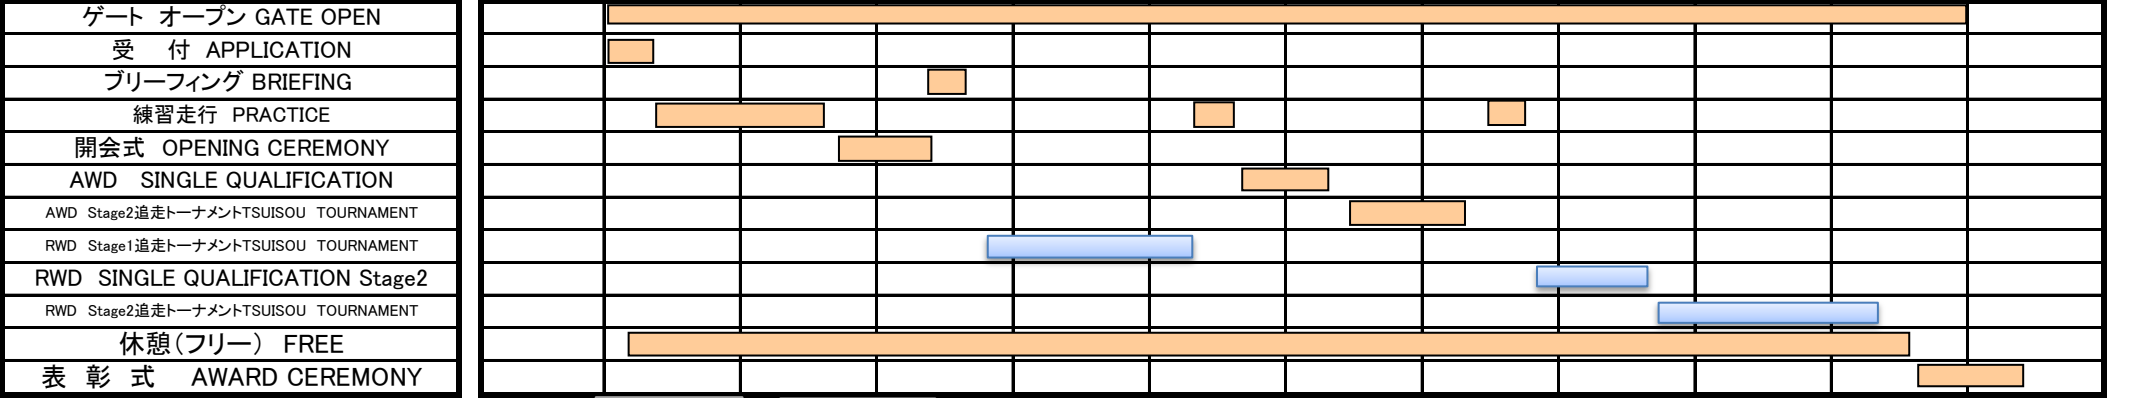 ゲート　オープン GATE OPEN
受　　付　APPLICATION
ブリーフィング BRIEFING
練習走行　PRACTICE
開会式　OPENING CEREMONY
AWD　SINGLE QUALIFICATION
AWD　Stage2追走トーナメントTSUISOU　TOURNAMENT
RWD　Stage1追走トーナメントTSUISOU　TOURNAMENT
RWD　SINGLE QUALIFICATION Stage2
RWD　Stage2追走トーナメントTSUISOU　TOURNAMENT
休憩（フリー）　FREE
表　彰　式　　AWARD CEREMONY